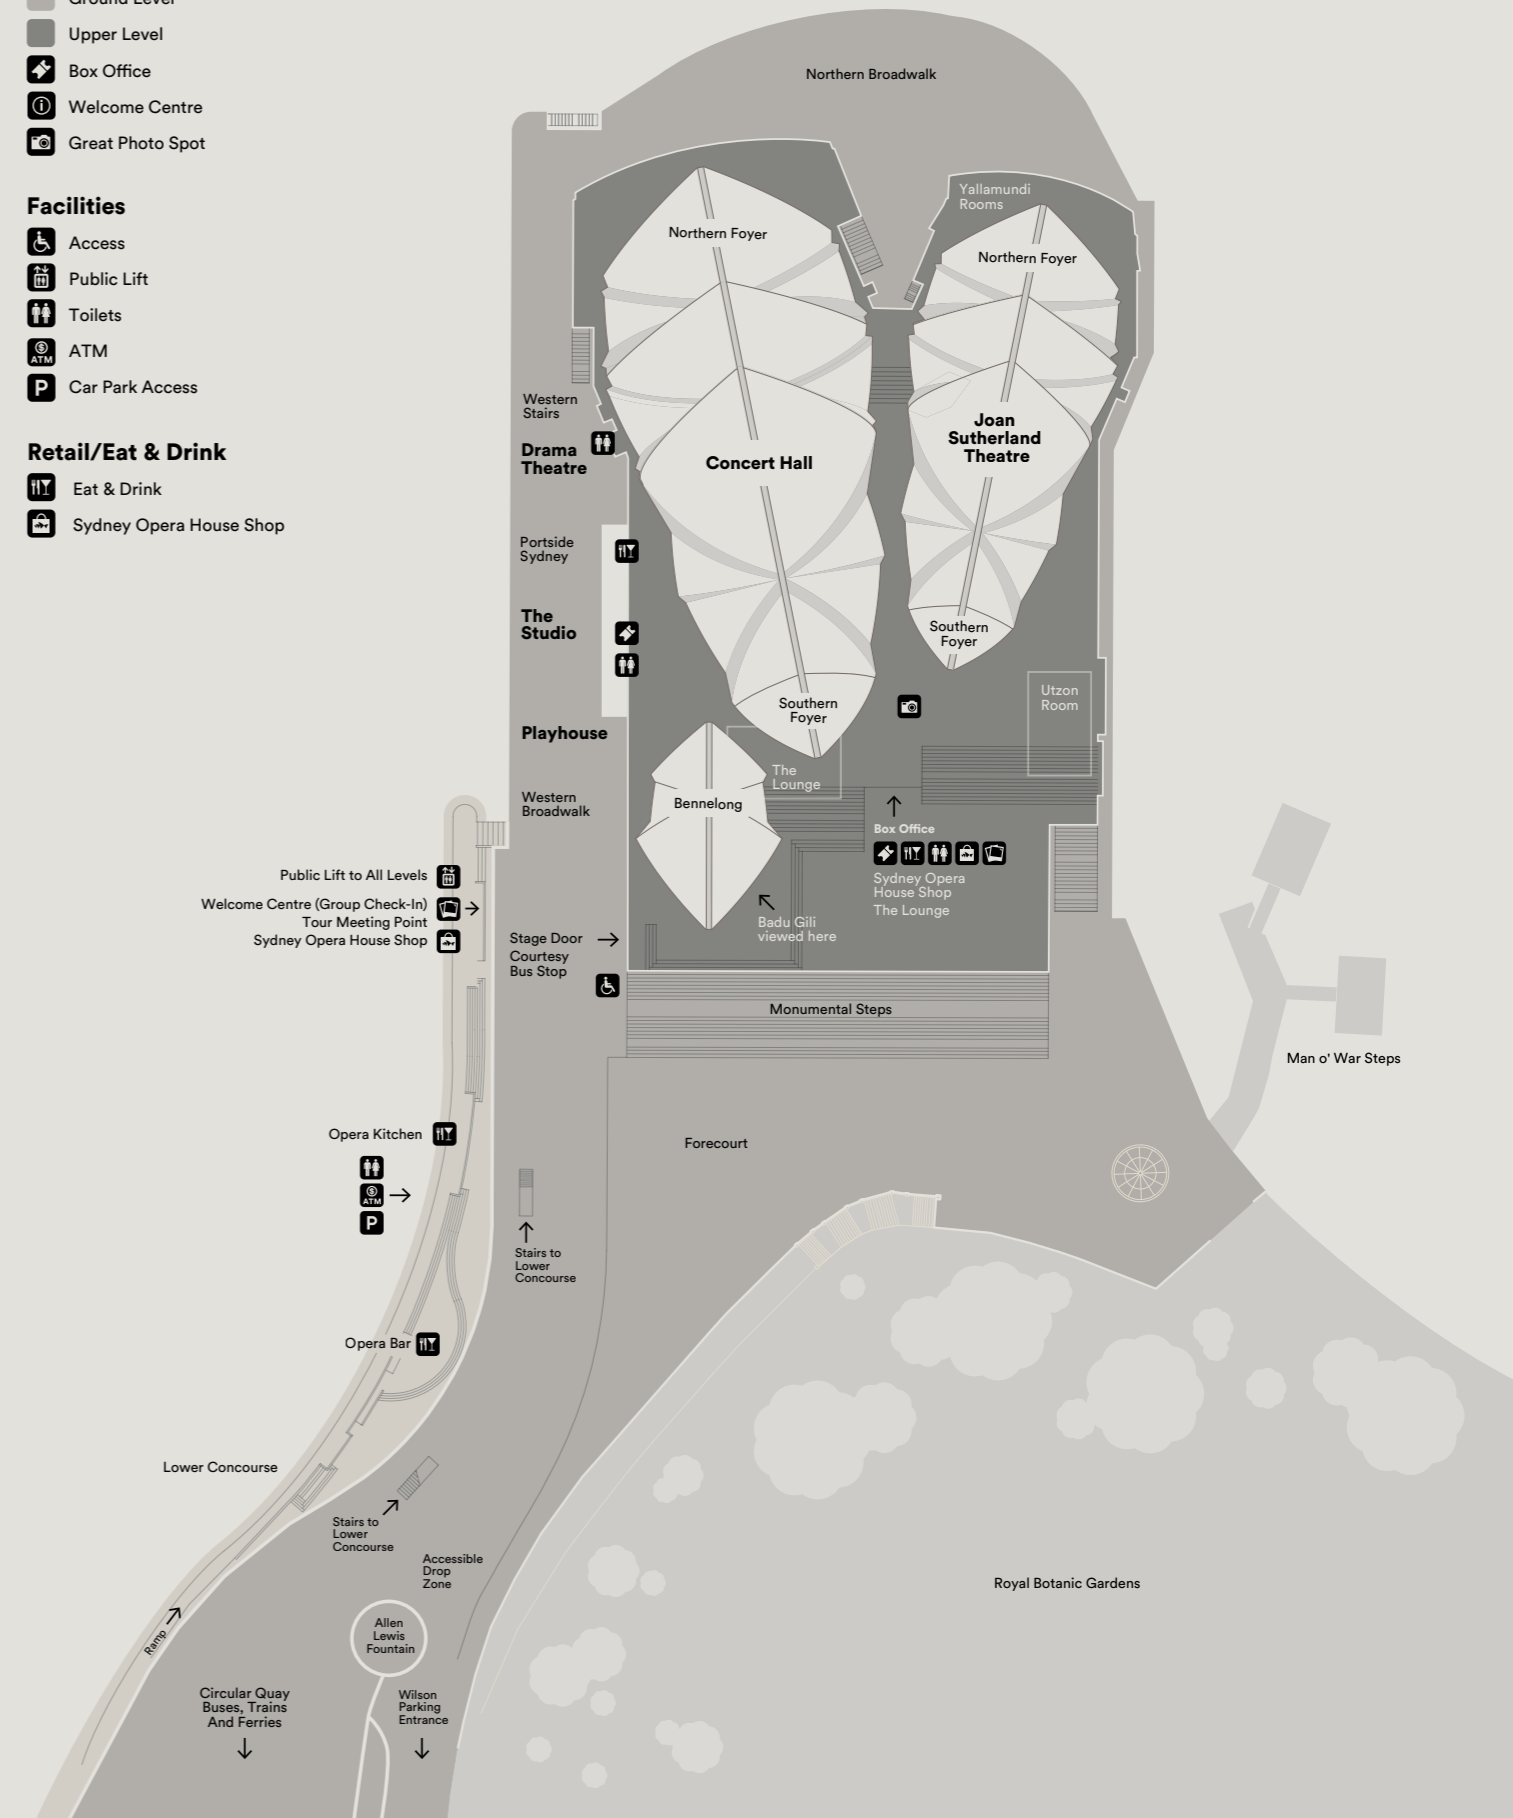 Ground Level
Upper Level
Box Office
Welcome Centre
Great Photo Spot
Facilities
Access
Public Lift
Toilets
ATM
ATM
P
Car Park Access
Retail/Eat & Drink
Eat & Drink
Sydney Opera House Shop
Northern Broadwalk
Yallamundi
Rooms
Northern Foyer
Northern Foyer
Western
Stairs
Drama
Theatre
Concert Hall
Joan
Sutherland
Theatre
Portside
Sydney
The
Studio
Southern
Foyer
Southern
Foyer
Utzon
Room
Playhouse
The
Lounge
Western
Broadwalk
Bennelong
Box Office
Sydney Opera
House Shop
The Lounge
Badu Gili
viewed here
Public Lift to All Levels
Welcome Centre (Group Check-In)
Tour Meeting Point
Sydney Opera House Shop
Stage Door
Courtesy
Bus Stop
Monumental Steps
Man o' War Steps
Opera Kitchen
ATM
P
Forecourt
Stairs to
Lower
Concourse
Opera Bar
Lower Concourse
Stairs to
Lower
Concourse
Accessible
Drop
Zone
Royal Botanic Gardens
Allen
Lewis
Fountain
Ramp
Circular Quay
Buses, Trains
And Ferries
Wilson
Parking
Entrance